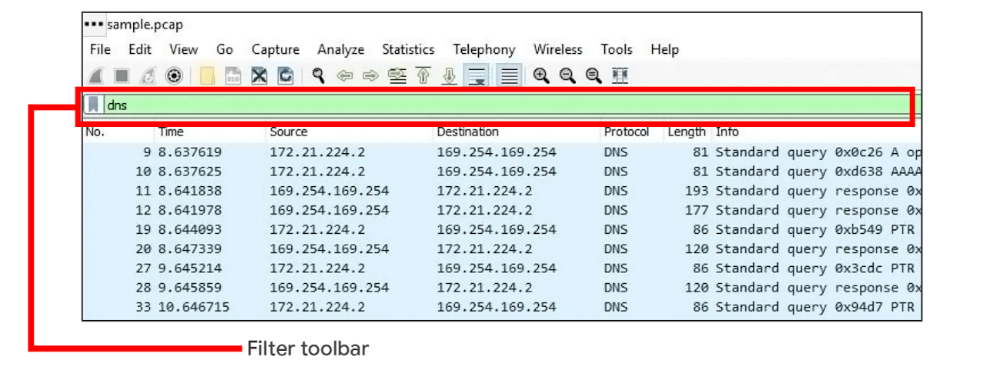 sample.pcap
File Edit View Go Capture Analyze Statistics Telephony Wireless Tools Help
dns
No. Time Source Destination Protocol Length Info
9 8.637619 172.21.224.2 169.254.169.254 DNS 81 Standard query 0x0c26 A op
10 8.637625 172.21.224.2 169.254.169.254 DNS 81 Standard query 0xd638 AAAA
11 8.641838 169.254.169.254 172.21.224.2 DNS 193 Standard query response 0x
12 8.641978 169.254.169.254 172.21.224.2 DNS 177 Standard query response 0x
19 8.644093 172.21.224.2 169.254.169.254 DNS 86 Standard query 0xb549 PTR
20 8.647339 169.254.169.254 172.21.224.2 DNS 120 Standard query response 0x
27 9.645214 172.21.224.2 169.254.169.254 DNS 86 Standard query 0x3cdc PTR
28 9.645859 169.254.169.254 172.21.224.2 DNS 120 Standard query response 0x
33 10.646715 172.21.224.2 169.254.169.254 DNS 86 Standard query 0x94d7 PTR
Filter toolbar